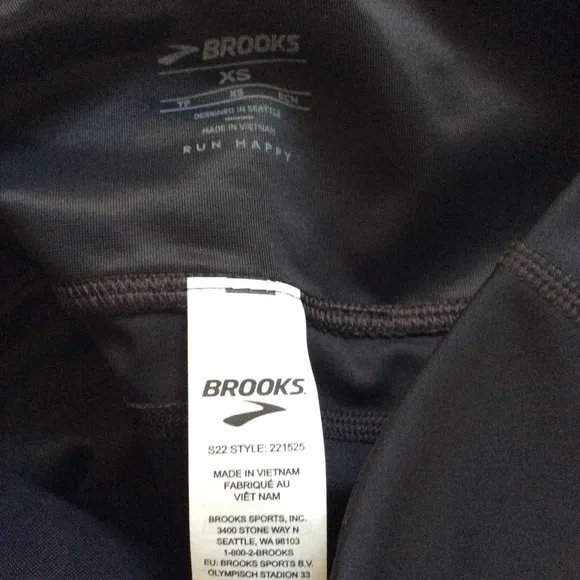 BROOKS
XS
TP XS ECH
DESIGNED IN SEATTLE
MADE IN VIETNAM
RUN HAPPY
BROOKS
S22 STYLE: 221525
MADE IN VIETNAM
FABRIQUÉ AU
VIÊT NAM
BROOKS SPORTS, INC.
3400 STONE WAY N
SEATTLE, WA 98103
1-800-2-BROOKS
EU: BROOKS SPORTS B.V.
OLYMPISCH STADION 33